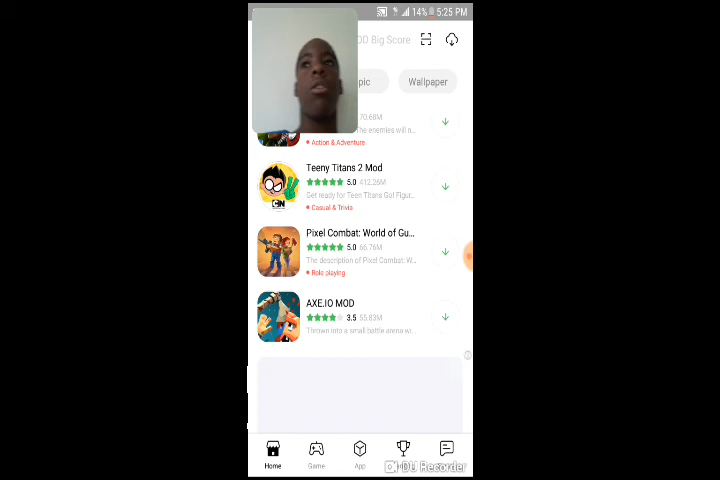 14% 5:25 PM
OO Big Score
pic
Wallpaper
70.68M
The enemies will n...
Action & Adventure
Teeny Titans 2 Mod
5.0 412.26M
Get ready for Teen Titans Go! Figur...
CN
Casual & Trivia
Pixel Combat: World of Gu...
5.0 66.76M
The description of Pixel Combat: W...
Role playing
AXE.IO MOD
3.5 55.83M
Thrown into a small battle arena wi...
Home
Game
App
DU Recorder